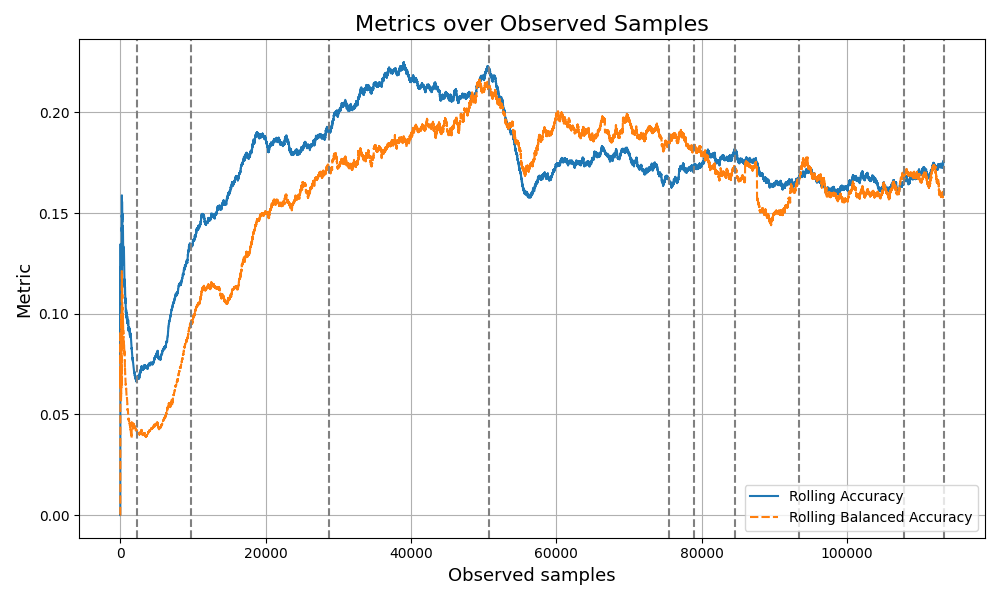 Metrics over Observed Samples
Metric
0.20
0.15
0.10
0.05
0.00
0
20000
40000
60000
80000
100000
Observed samples
Rolling Accuracy
Rolling Balanced Accuracy